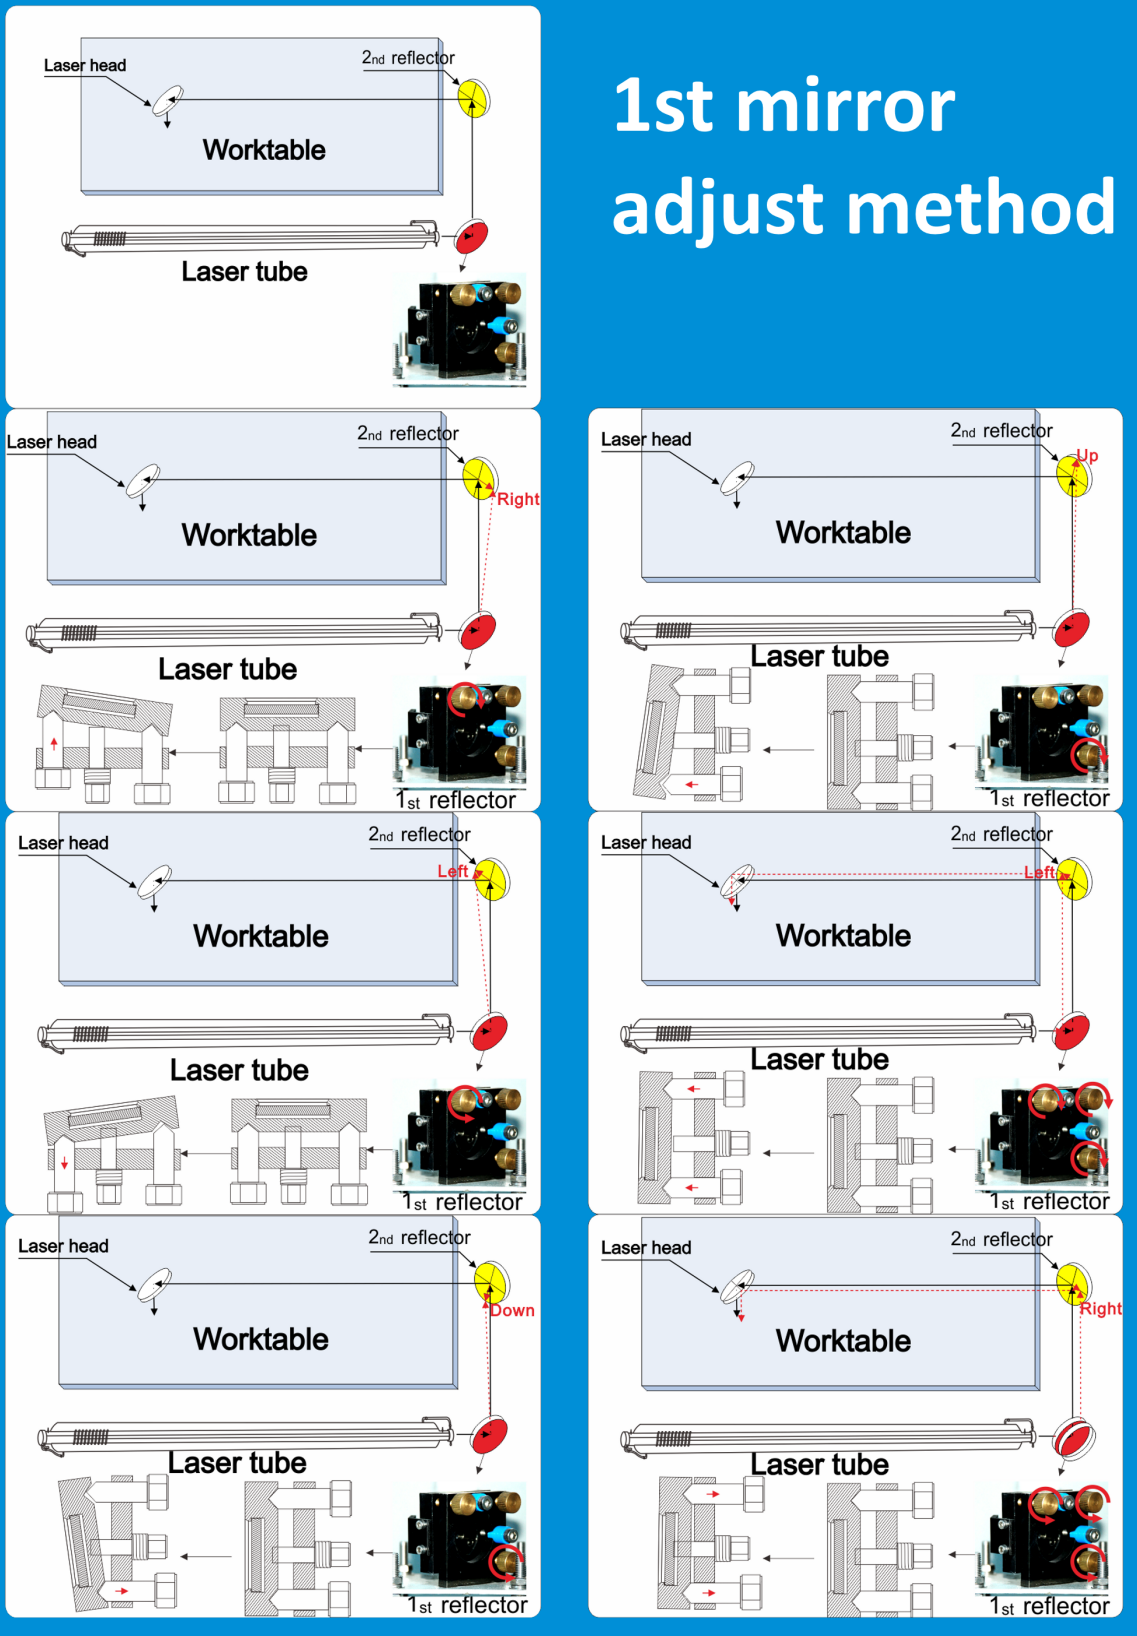 1st mirror
adjust method
2nd reflector
Laser head
Worktable
Laser tube
2nd reflector
Laser head
Right
Worktable
Laser tube
1st reflector
2nd reflector
Laser head
Up
Worktable
Laser tube
1st reflector
2nd reflector
Laser head
Left
Worktable
Laser tube
1st reflector
2nd reflector
Laser head
Left
Worktable
Laser tube
1st reflector
2nd reflector
Laser head
Down
Worktable
Laser tube
1st reflector
2nd reflector
Laser head
Right
Worktable
Laser tube
1st reflector